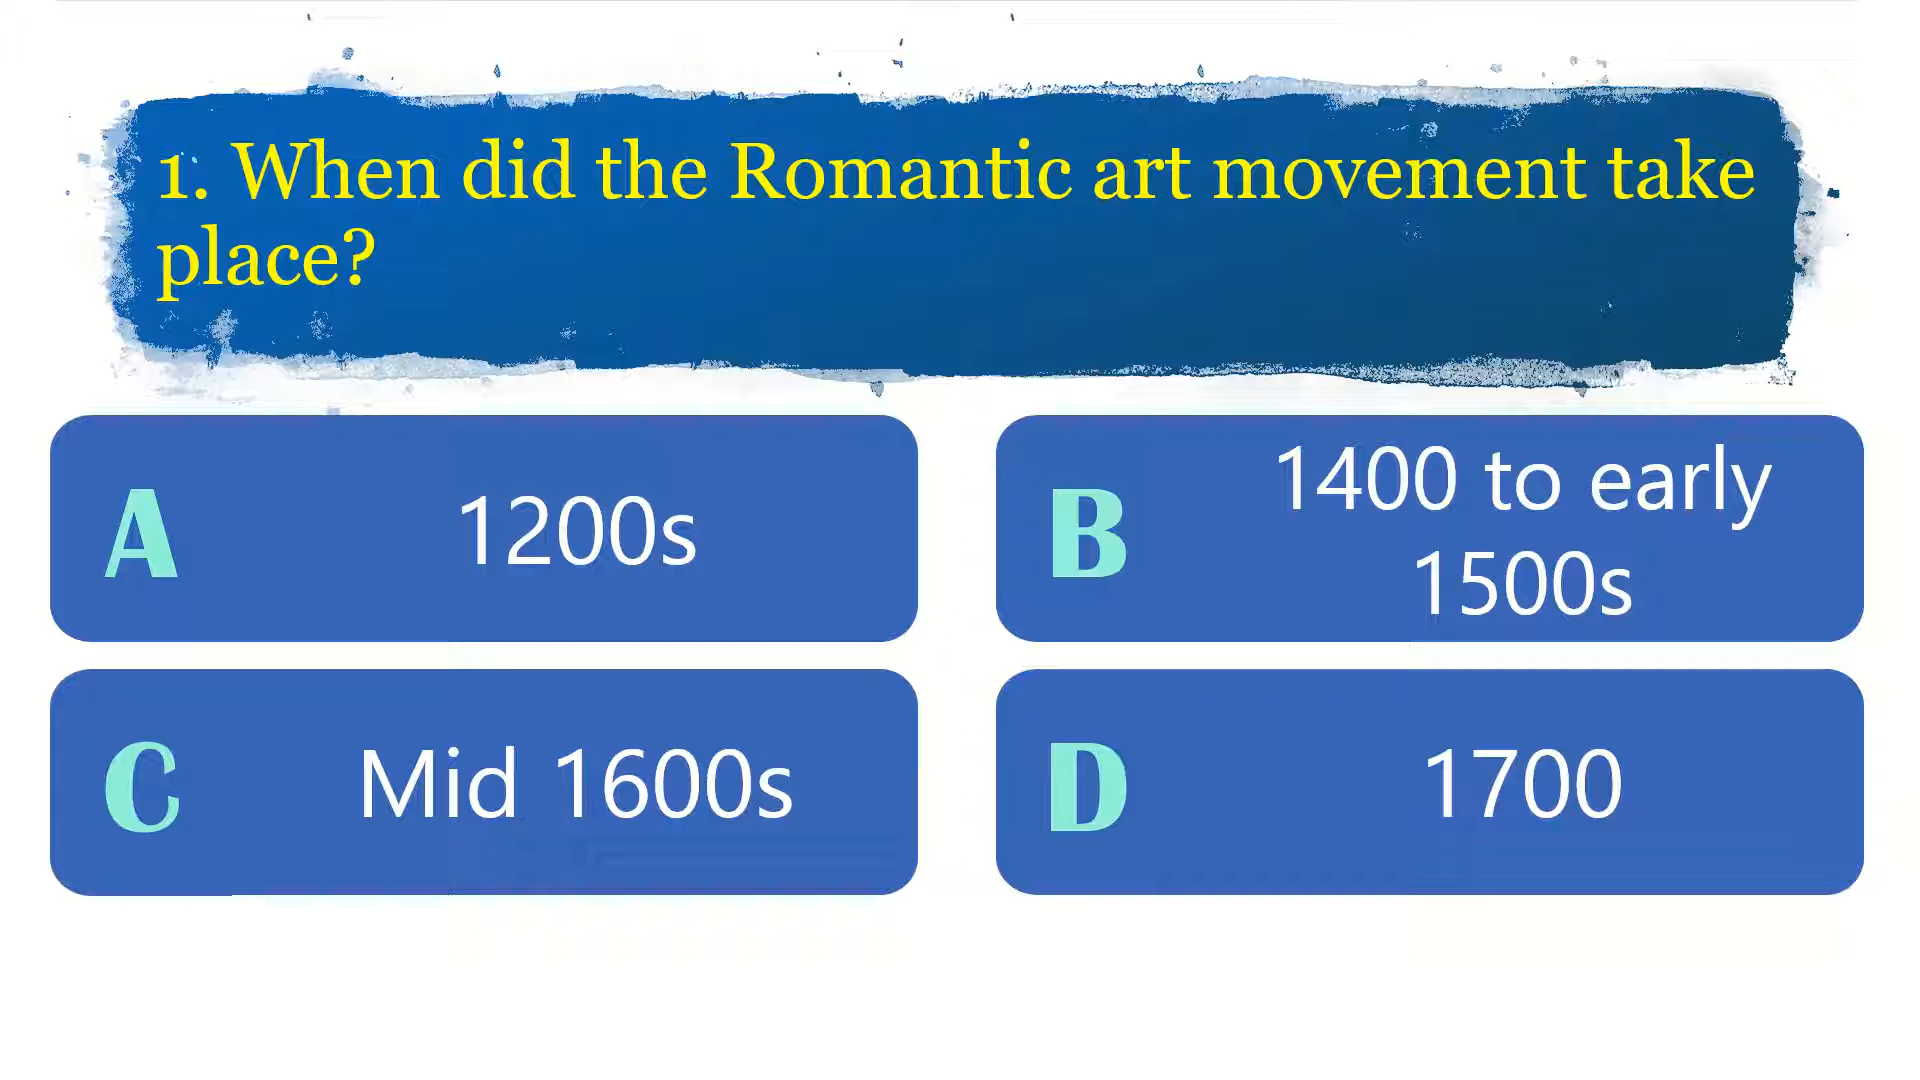 1. When did the Romantic art movement take
place?
A
1200s
B
1400 to early
1500s
C
Mid 1600s
D
1700